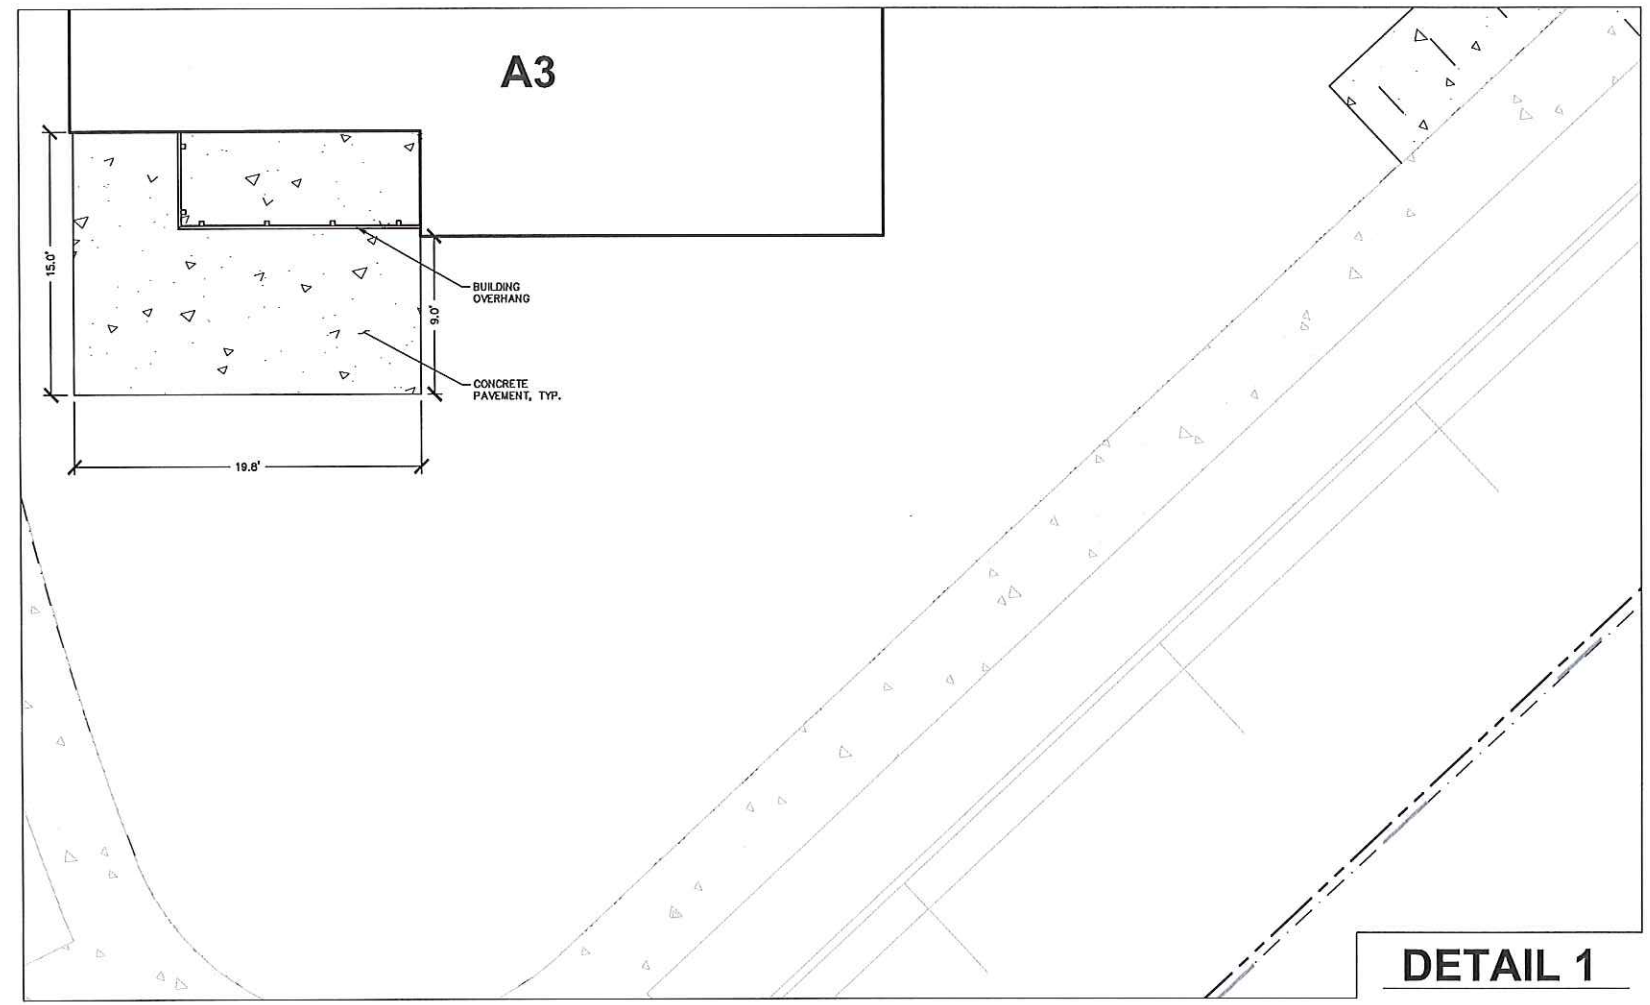 A3
15.0'
BUILDING
OVERHANG
9.0'
CONCRETE
PAVEMENT, TYP.
19.8'
DETAIL 1